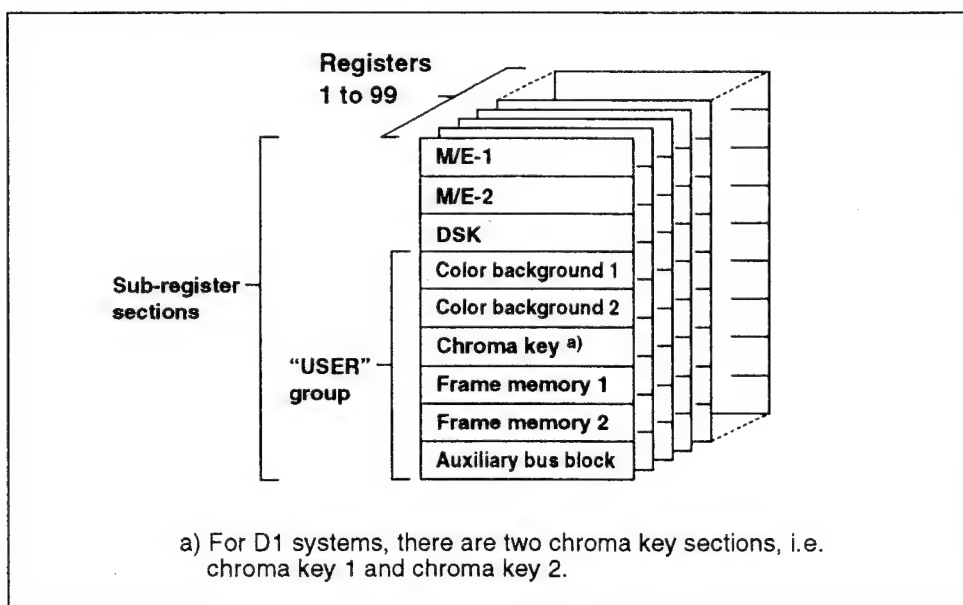 Registers
1 to 99
M/E-1
M/E-2
DSK
Color background 1
Color background 2
Chroma key a)
Frame memory 1
Frame memory 2
Auxiliary bus block
Sub-register
sections
“USER”
group
a) For D1 systems, there are two chroma key sections, i.e.
chroma key 1 and chroma key 2.